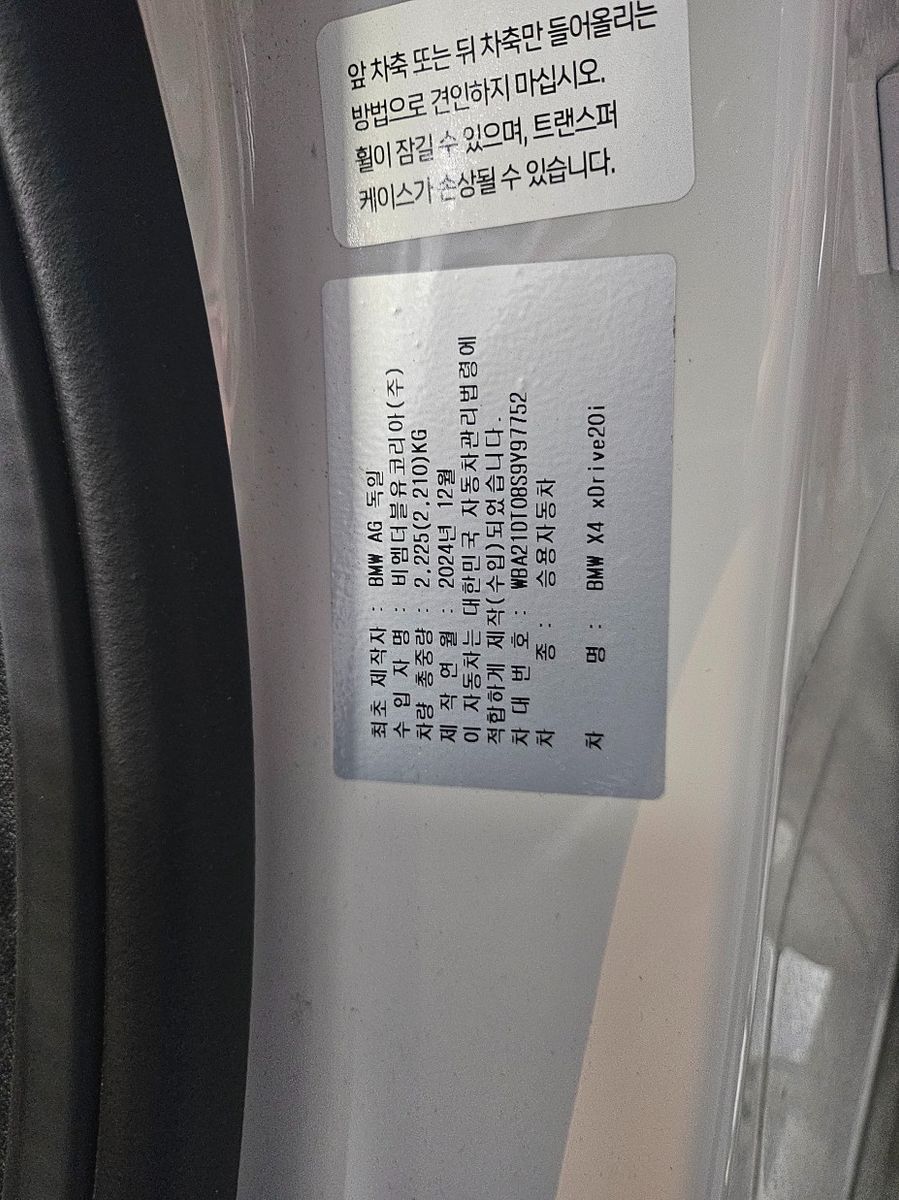 앞 차축 또는 뒤 차축만 들어올리는
방법으로 견인하지 마십시오.
휠이 잠길 수 있으며, 트랜스퍼
케이스가 손상될 수 있습니다.
최초 제작자 : BMW AG 독일
수 입 자 명 : 비엠더블유코리아(주)
차량 총중량 : 2,225(2,210)KG
제 작 연 월 : 2024년 12월
이 자동차는 대한민국 자동차관리법령에
적합하게 제작(수입)되었습니다.
차 대 번 호 : WBA21DT08S9Y97752
차 종 : 승용자동차
차 명 : BMW X4 xDrive20i